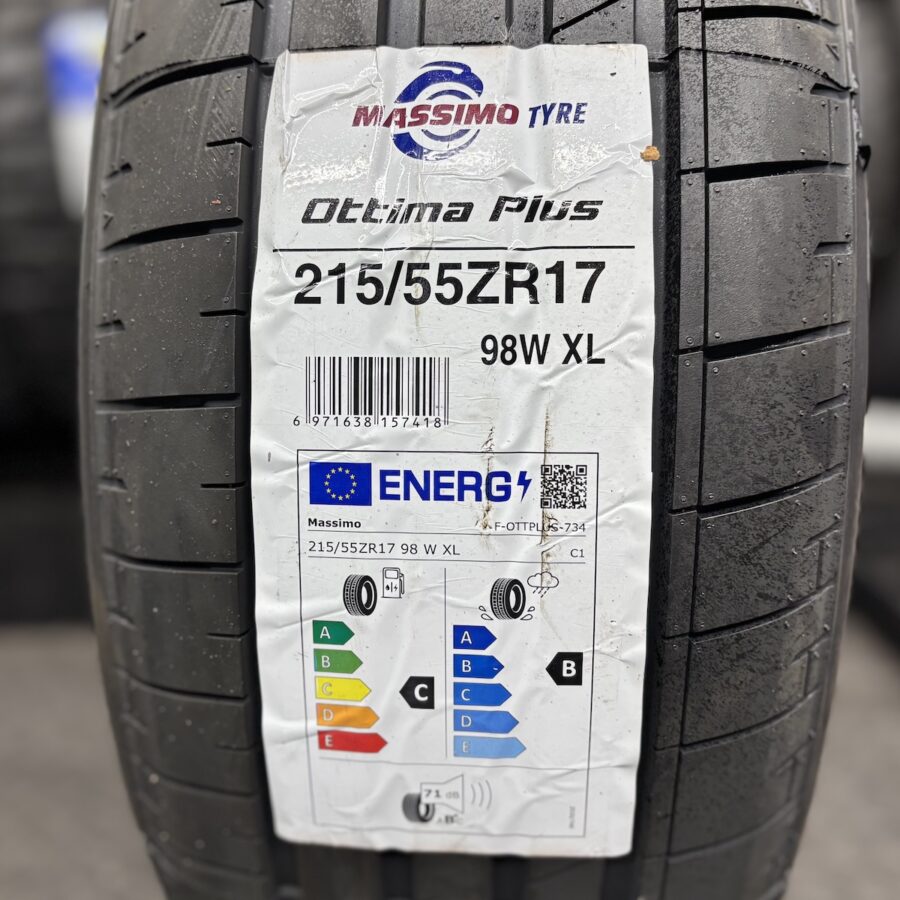 MASSIMO TYRE
Ottima Plus
215/55ZR17
98W XL
6 971638 157418
ENERG
Massimo F-OTTPLUS-734
215/55ZR17 98 W XL C1
A A
B B B
C C C
D D
E E
71 dB
B